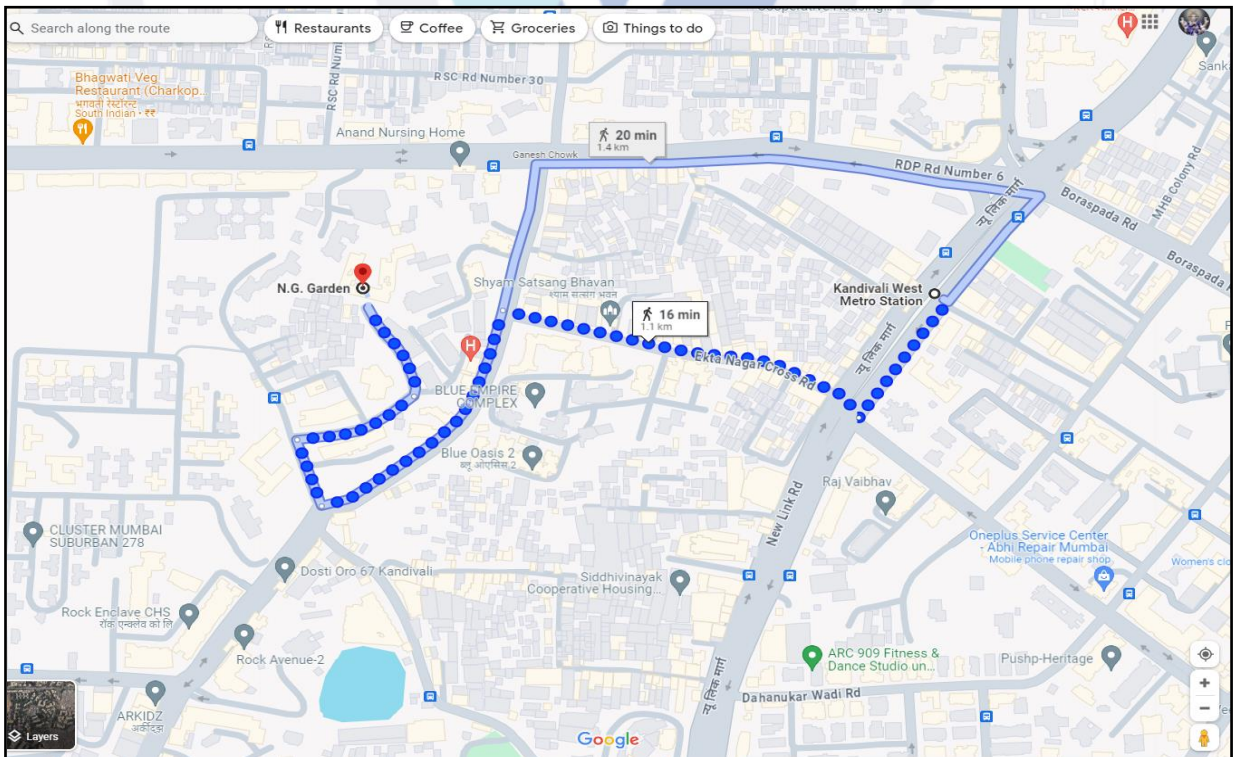 Search along the route
Restaurants
Coffee
Groceries
Things to do
RSC Rd Number 30
Bhagwati Veg
Restaurant (Charkop...
भगवती रेस्टॉरन्ट
South Indian • ₹₹
Anand Nursing Home
20 min
1.4 km
Ganesh Chowk
RDP Rd Number 6
Boraspada Rd
MHB Colony Rd
Boraspada R
न्यू लिंक मार्ग
N.G. Garden
Shyam Satsang Bhavan
श्याम सत्संग भवन
Kandivali West
Metro Station
16 min
1.1 km
न्यू लिंक मार्ग
Ekta Nagar Cross Rd
H
BLUE EMPIRE
COMPLEX
Blue Oasis 2
ब्लू ओएसिस 2
Raj Vaibhav
New Link Rd
CLUSTER MUMBAI
SUBURBAN 278
Oneplus Service Center
- Abhi Repair Mumbai
Mobile phone repair shop
Dosti Oro 67 Kandivali
Siddhivinayak
Cooperative Housing...
Rock Enclave CHS
रॉक एन्क्लेव को लि
Rock Avenue-2
ARC 909 Fitness &
Dance Studio un...
Pushp-Heritage
न्यू लिंक मार्ग
Dahanukar Wadi Rd
ARKIDZ
Layers
Google